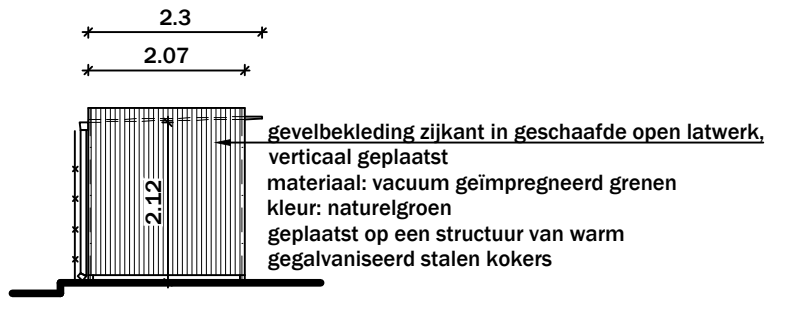 2.3
2.07
gevelbekleding zijkant in geschaafde open latwerk,
verticaal geplaatst
materiaal: vacuum geïmpregneerd grenen
kleur: naturelgroen
geplaatst op een structuur van warm
gegalvaniseerd stalen kokers
2.12